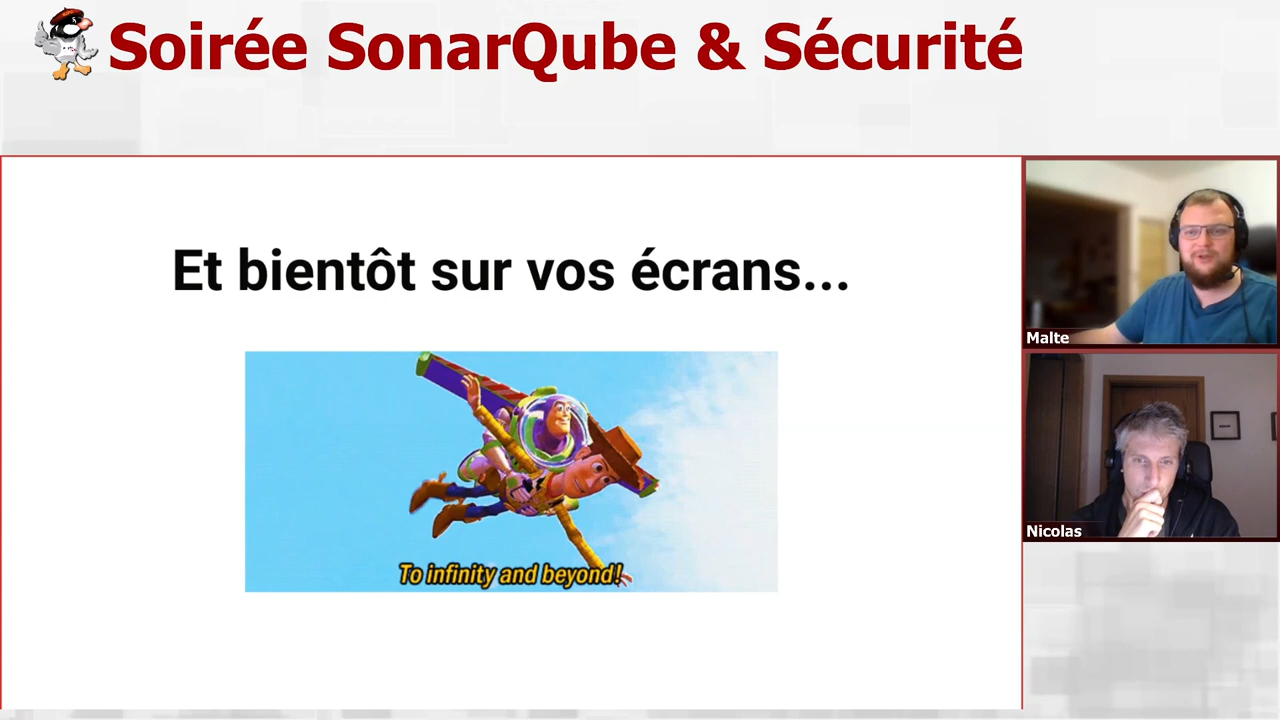 Soirée SonarQube & Sécurité
Et bientôt sur vos écrans...
To infinity and beyond!
Malte
Nicolas